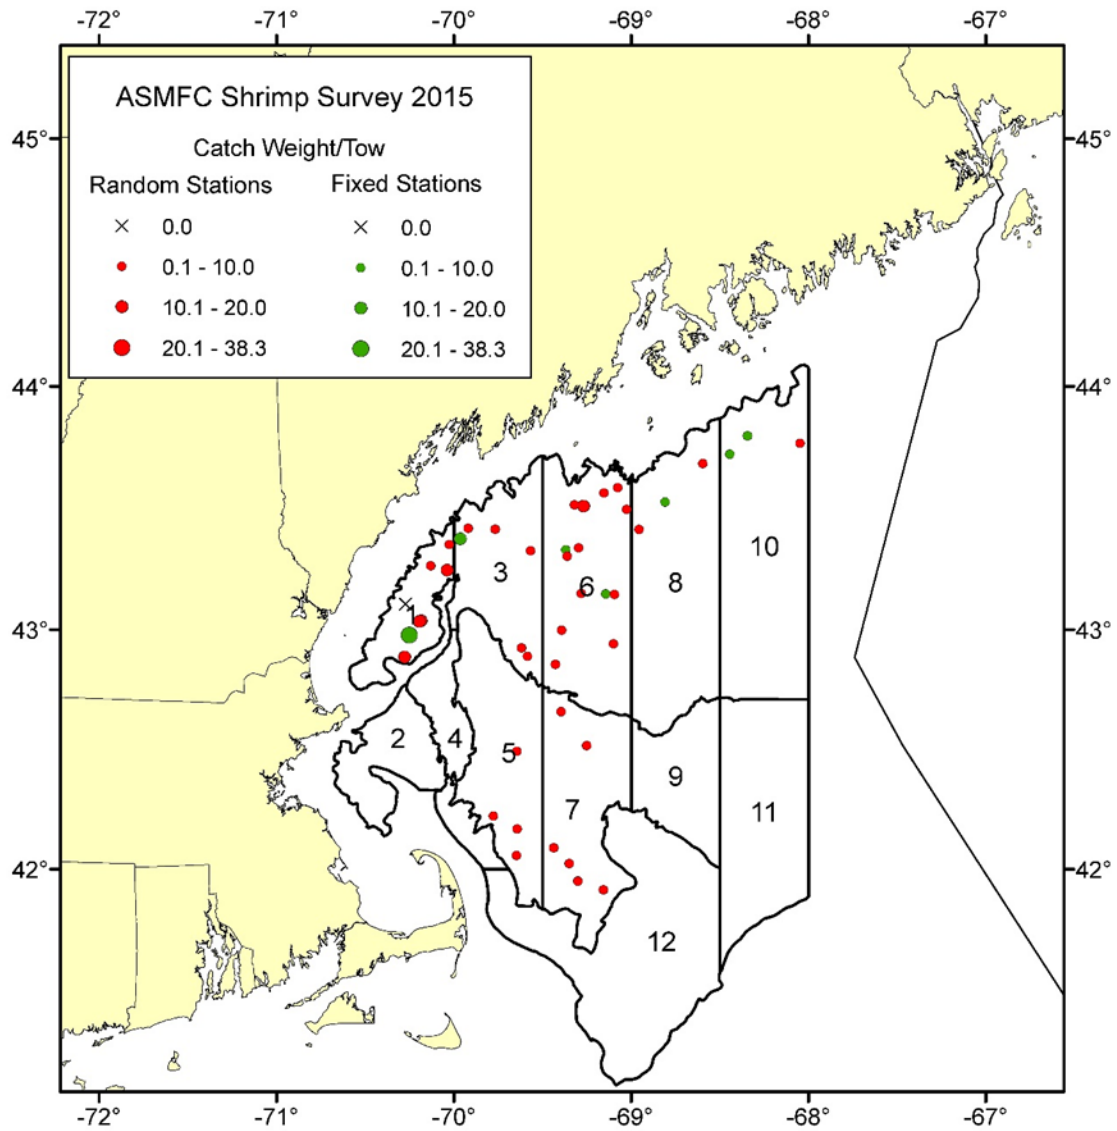 -72° -71° -70° -69° -68° -67°
ASMFC Shrimp Survey 2015
Catch Weight/Tow
Random Stations Fixed Stations
0.0 0.0
0.1 - 10.0 0.1 - 10.0
10.1 - 20.0 10.1 - 20.0
20.1 - 38.3 20.1 - 38.3
45° 45°
44° 44°
10
3 8
6
1
43° 43°
2 4 5
9
7 11
42° 42°
12
-72° -71° -70° -69° -68° -67°